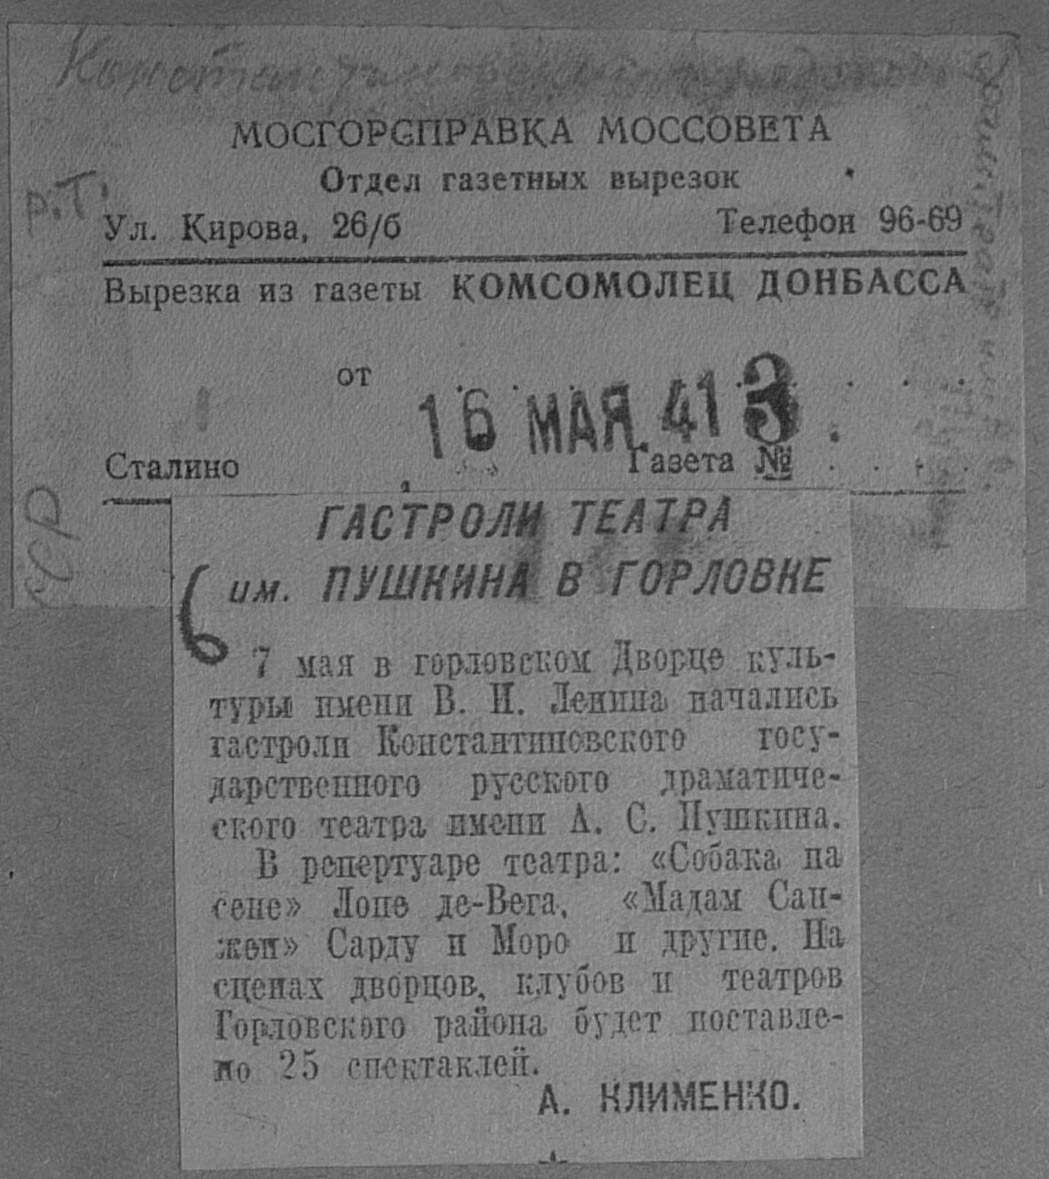 МОСГОРСПРАВКА МОССОВЕТА
Отдел газетных вырезок
р.Т.
Ул. Кирова, 26/б Телефон 96-69
Вырезка из газеты КОМСОМОЛЕЦ ДОНБАССА
от 16 МАЯ 41 3
Сталино Газета №
ГАСТРОЛИ ТЕАТРА
им. ПУШКИНА В ГОРЛОВКЕ
7 мая в горловском Дворце куль-
туры имени В. И. Ленина начались
гастроли Константиновского госу-
дарственного русского драматиче-
ского театра имени А. С. Пушкина.
В репертуаре театра: «Собака на
сене» Лопе де-Вега, «Мадам Сан-
жен» Сарду и Моро и другие. На
сценах дворцов, клубов и театров
Горловского района будет поставле-
но 25 спектаклей.
А. КЛИМЕНКО.